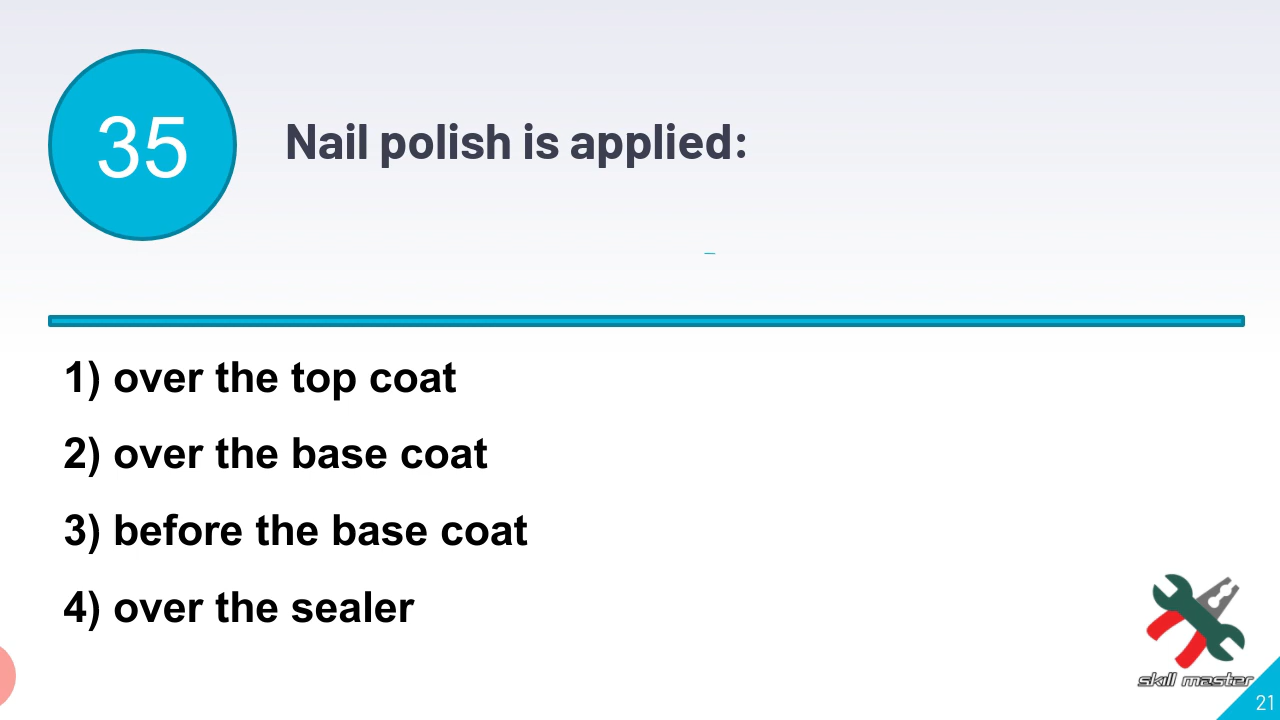 35
Nail polish is applied:
1) over the top coat
2) over the base coat
3) before the base coat
4) over the sealer
skill master
21